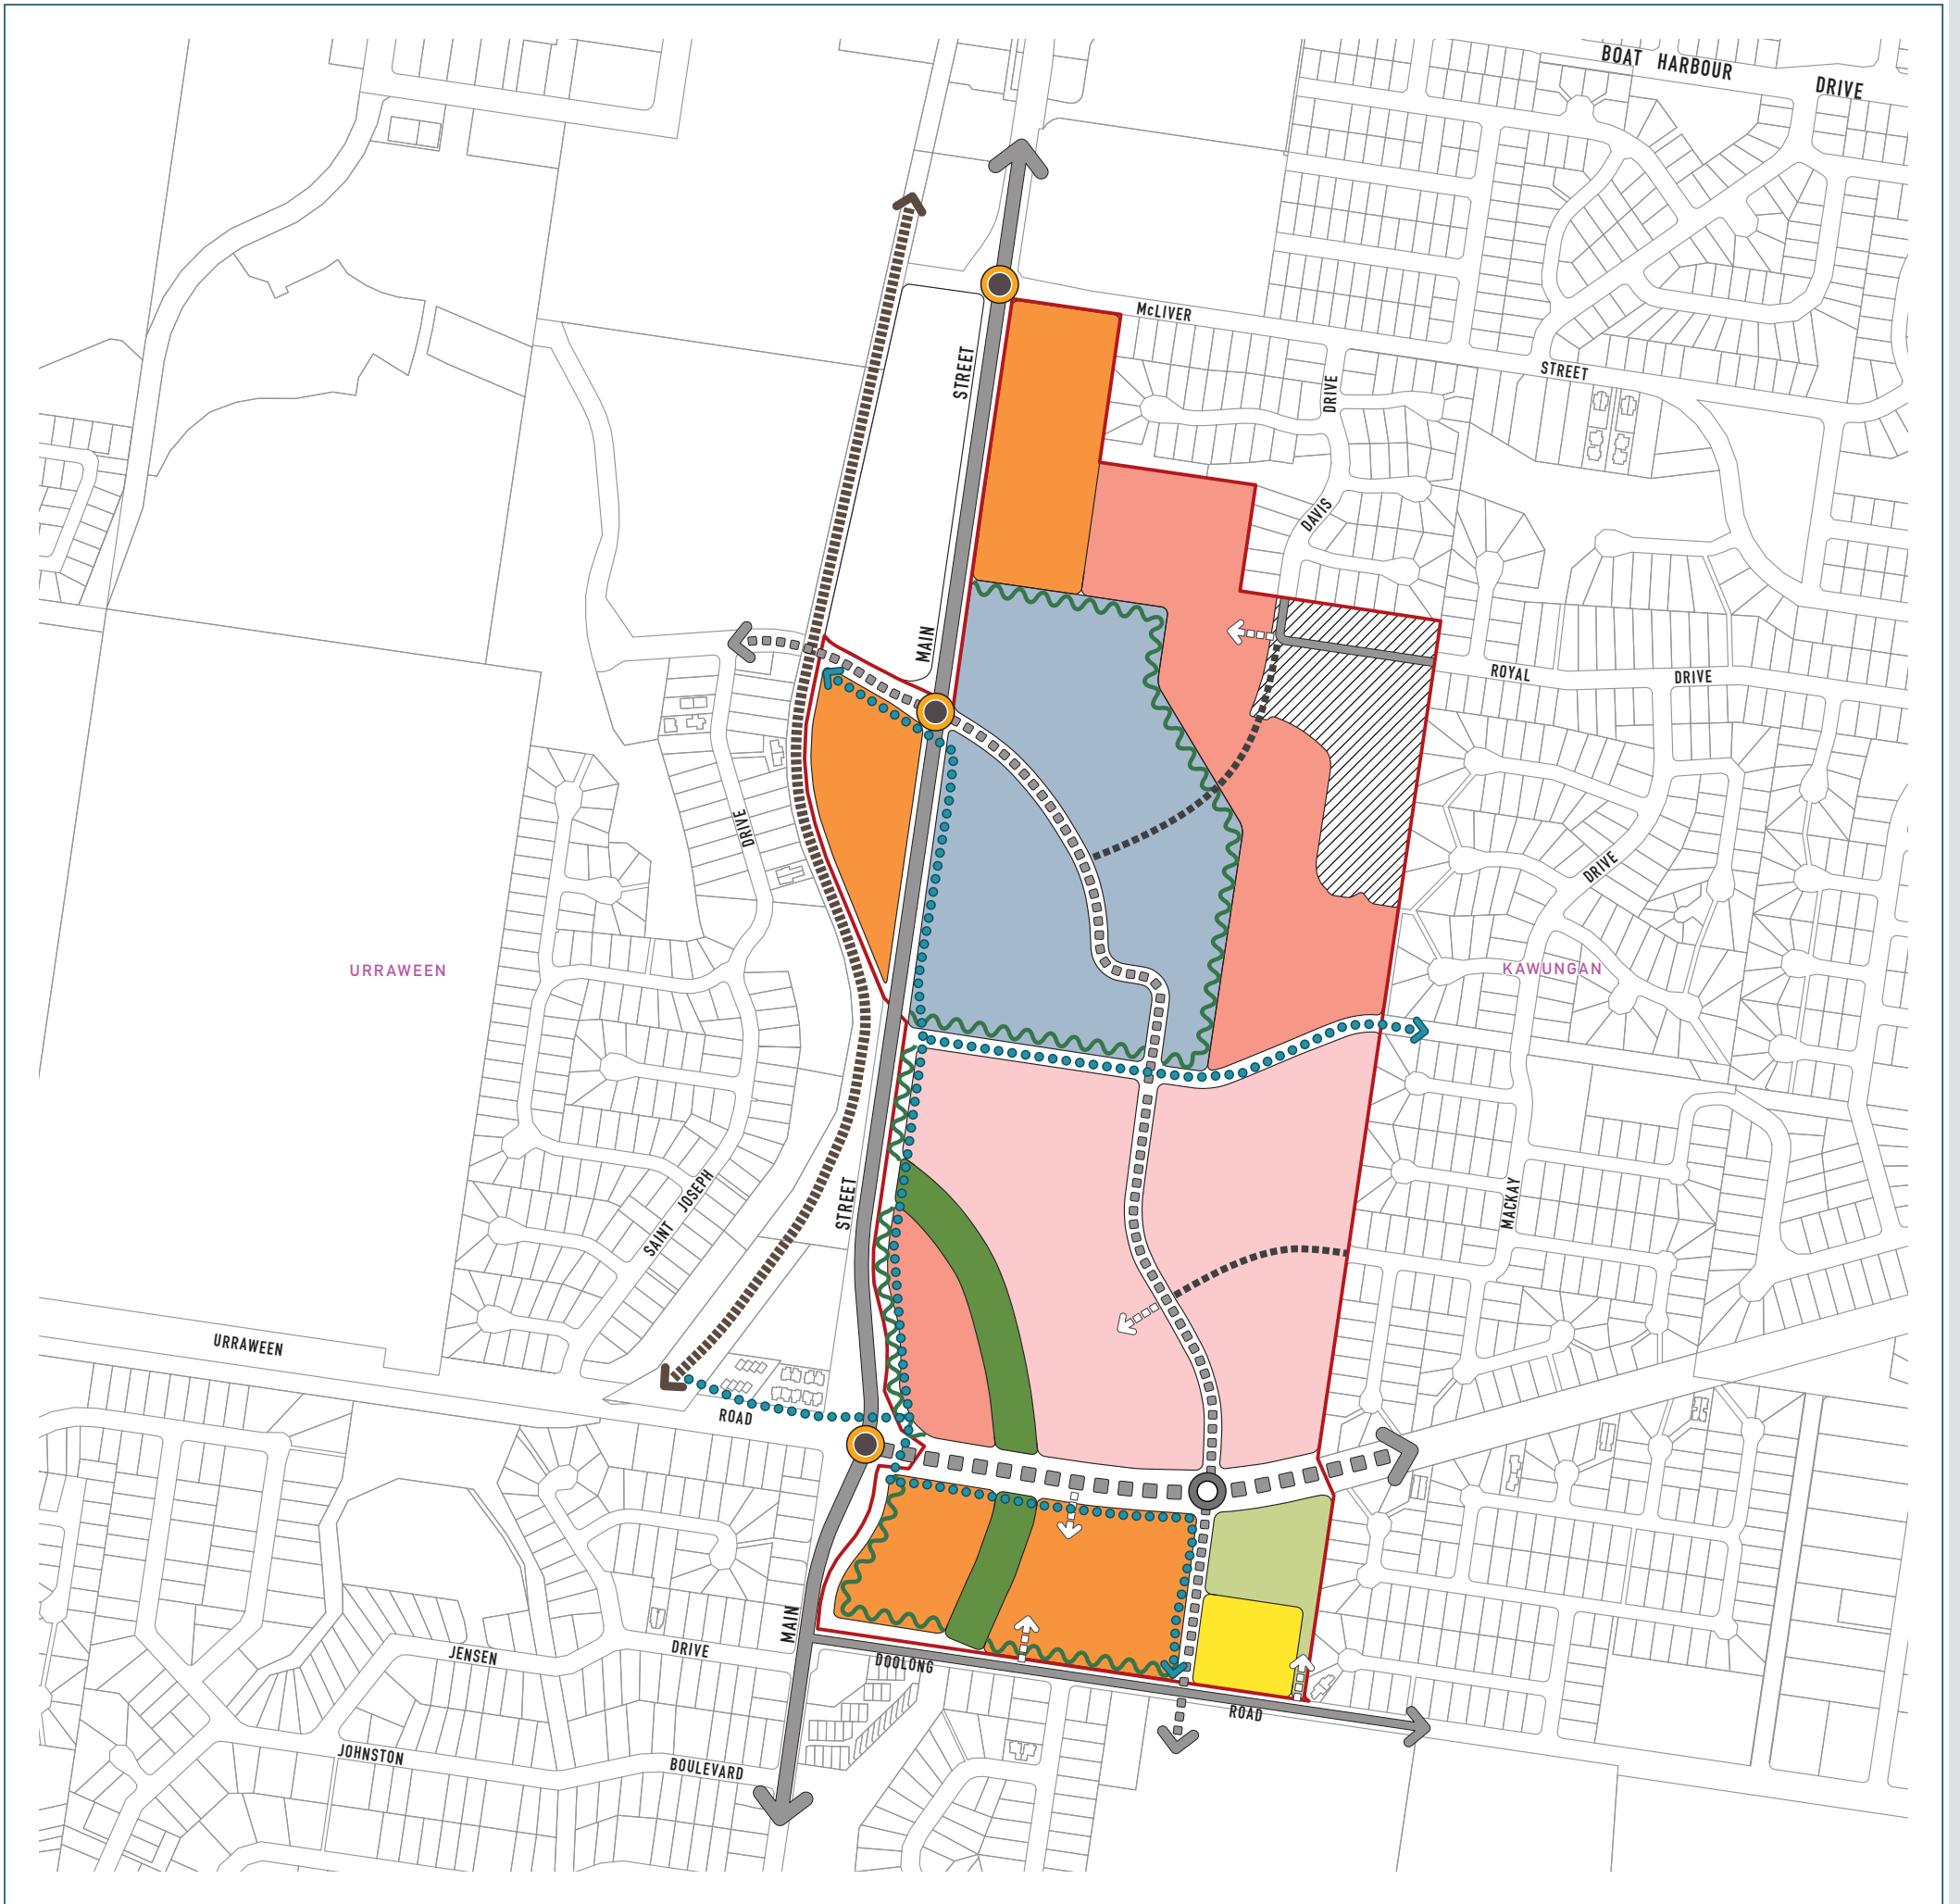 BOAT HARBOUR
DRIVE
McLIVER
STREET
STREET
DRIVE
DAVIS
MAIN
ROYAL
DRIVE
DRIVE
DRIVE
URRAWEEN
KAWUNGAN
SAINT JOSEPH
STREET
MACKAY
URRAWEEN
ROAD
MAIN
JENSEN
DRIVE
DOOLONG
ROAD
JOHNSTON
BOULEVARD